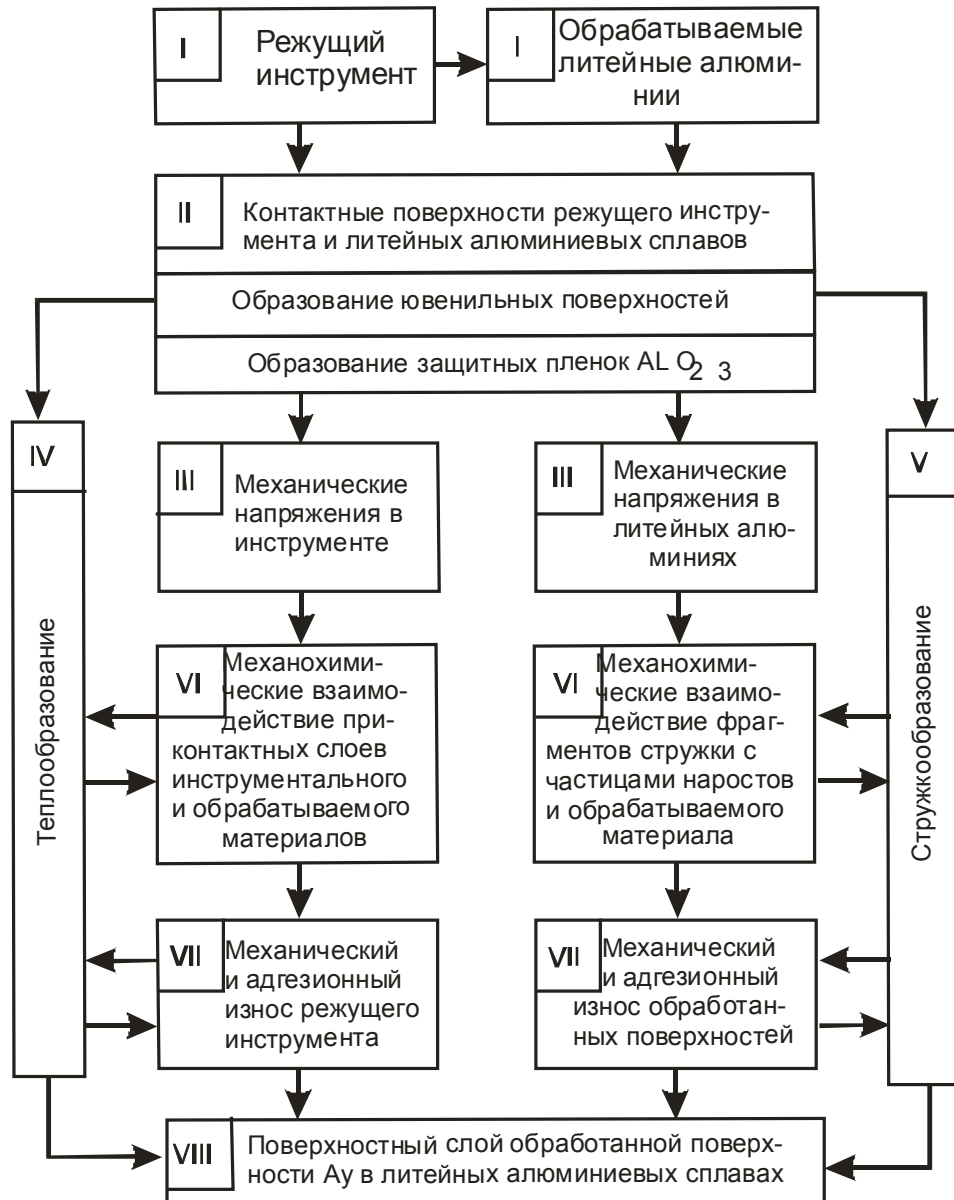 I
Режущий
инструмент
I
Обрабатываемые
литейные алюми-
нии
II
Контактные поверхности режущего инстру-
мента и литейных алюминиевых сплавов
Образование ювенильных поверхностей
Образование защитных пленок AL O2 3
IV
Теплообразование
III
Механические
напряжения в
инструменте
III
Механические
напряжения в
литейных алю-
миниях
V
Стружкообразование
VI
Механохими-
ческие взаимо-
действие при-
контактных слоев
инструментального
и обрабатываемого
материалов
VI
Механохими-
ческие взаимо-
действие фраг-
ментов стружки с
частицами наростов
и обрабатываемого
материала
VII
Механический
и адгезионный
износ режущего
инструмента
VII
Механический
и адгезионный
износ обработан-
ных поверхностей
VIII
Поверхностный слой обработанной поверх-
ности Ау в литейных алюминиевых сплавах